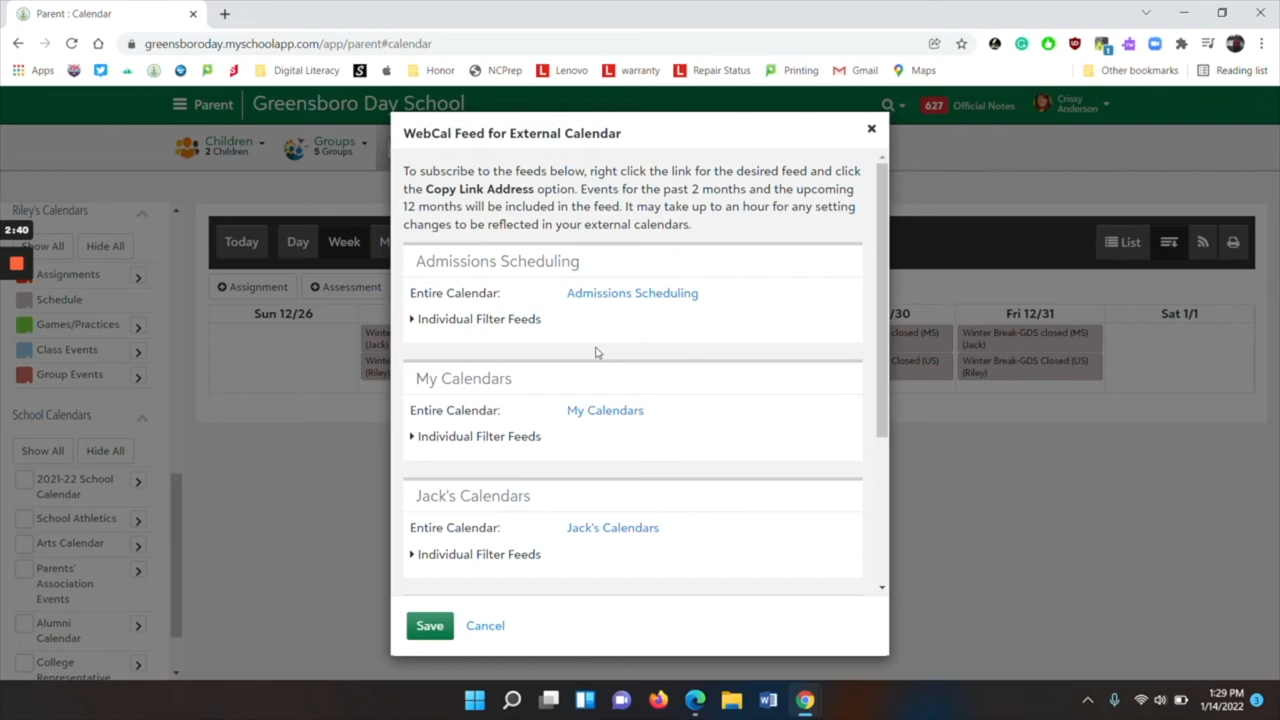 Parent : Calendar
greensboroday.myschoolapp.com/app/parent#calendar
Apps
Digital Literacy
Honor
NCPrep
Lenovo
warranty
Repair Status
Printing
Gmail
Maps
Other bookmarks
Reading list
Parent
Greensboro Day School
627
Official Notes
Crissy
Anderson
Children
2 Children
Groups
5 Groups
Riley's Calendars
2:40
Show All
Hide All
Assignments
Schedule
Games/Practices
Class Events
Group Events
School Calendars
Show All
Hide All
2021-22 School
Calendar
School Athletics
Arts Calendar
Parents'
Association
Events
Alumni
Calendar
College
Representative
Today
Day
Week
M
List
Assignment
Assessment
Sun 12/26
/30
Fri 12/31
Sat 1/1
Winter
(Jack)
Winter
(Riley)
closed (MS)
Closed (US)
Winter Break-GDS closed (MS)
(Jack)
Winter Break-GDS Closed (US)
(Riley)
WebCal Feed for External Calendar
To subscribe to the feeds below, right click the link for the desired feed and click
the Copy Link Address option. Events for the past 2 months and the upcoming
12 months will be included in the feed. It may take up to an hour for any setting
changes to be reflected in your external calendars.
Admissions Scheduling
Entire Calendar: Admissions Scheduling
Individual Filter Feeds
My Calendars
Entire Calendar: My Calendars
Individual Filter Feeds
Jack's Calendars
Entire Calendar: Jack's Calendars
Individual Filter Feeds
Save
Cancel
1:29 PM
1/14/2022
3